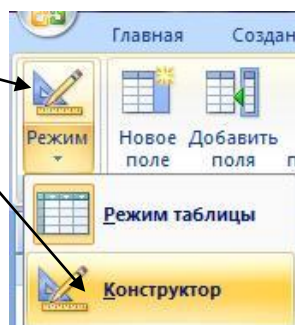 Главная Создан
Режим
Новое поле
Добавить поля
Режим таблицы
Конструктор